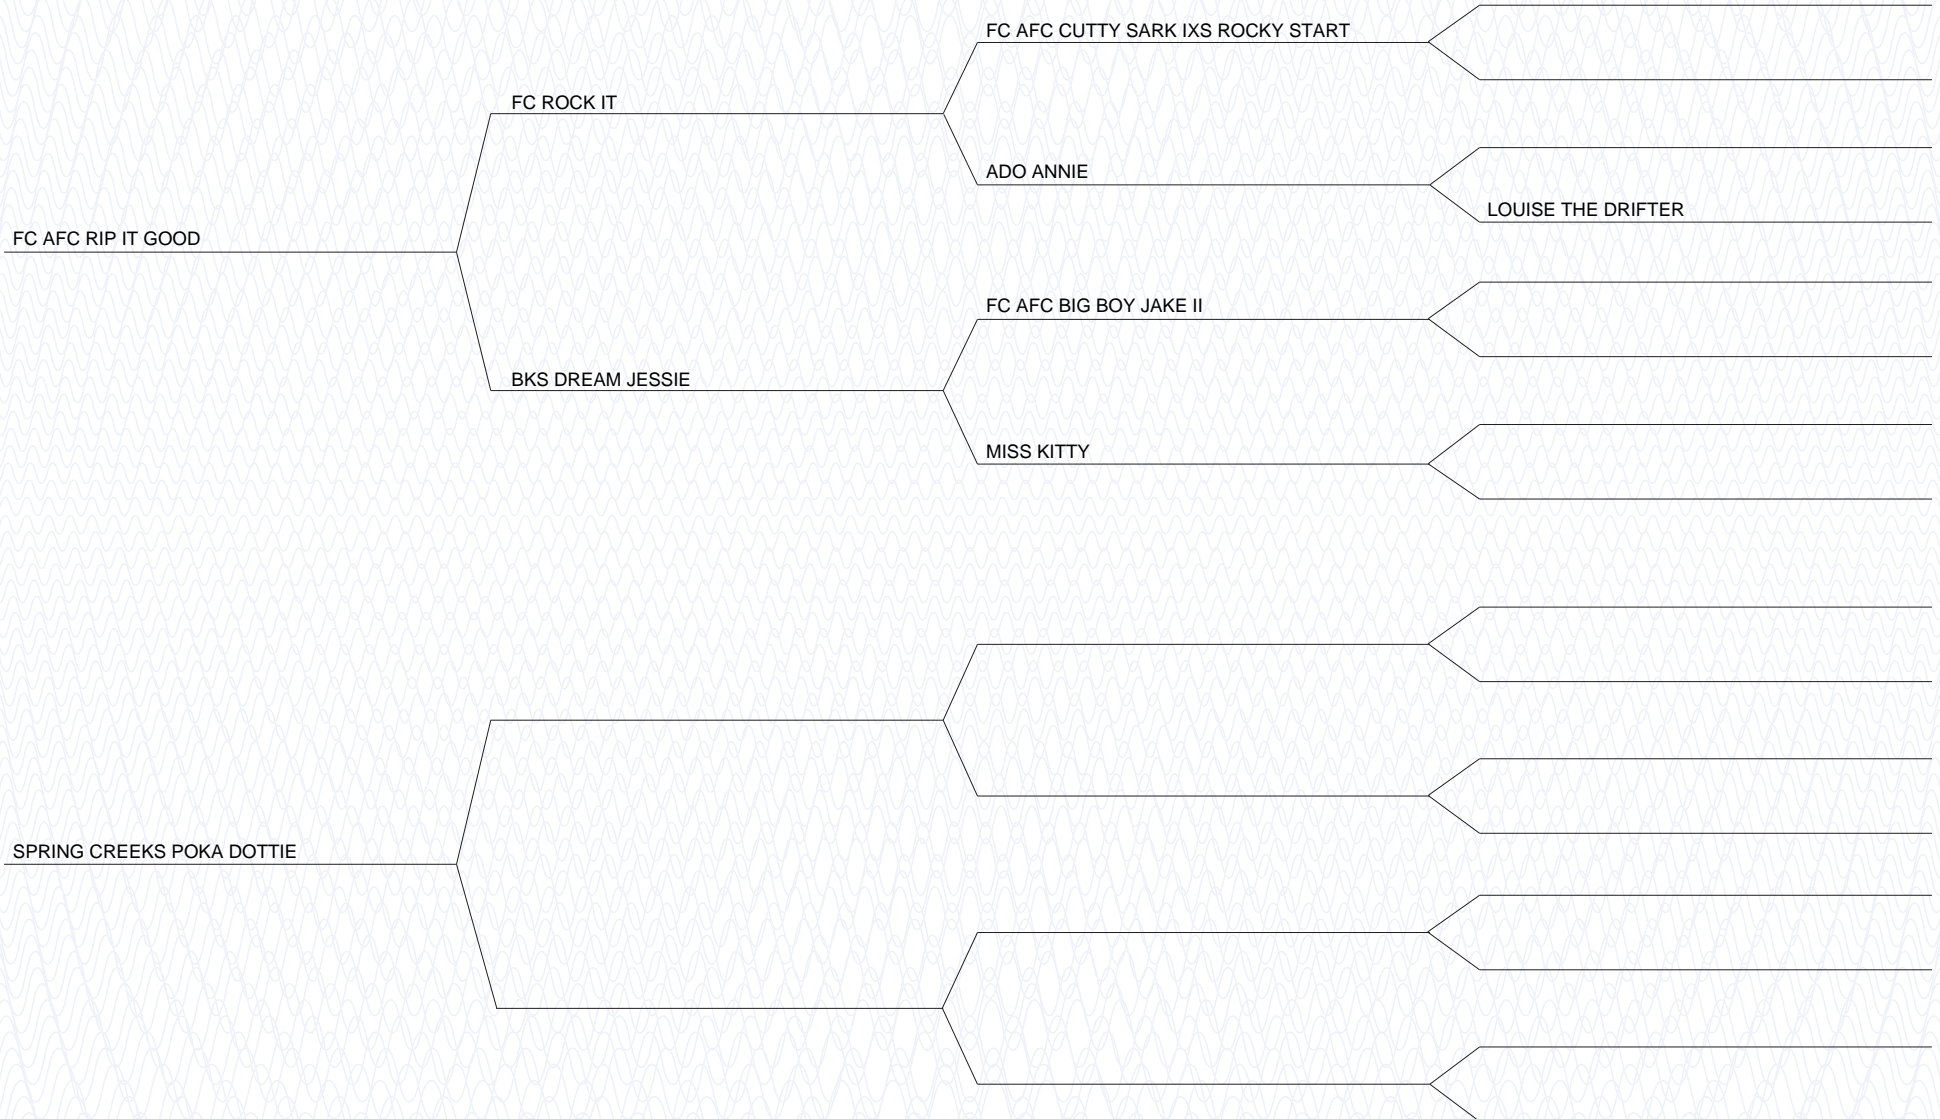 FC AFC CUTTY SARK IXS ROCKY START
FC ROCK IT
ADO ANNIE
LOUISE THE DRIFTER
FC AFC RIP IT GOOD
FC AFC BIG BOY JAKE II
BKS DREAM JESSIE
MISS KITTY
SPRING CREEKS POKA DOTTIE